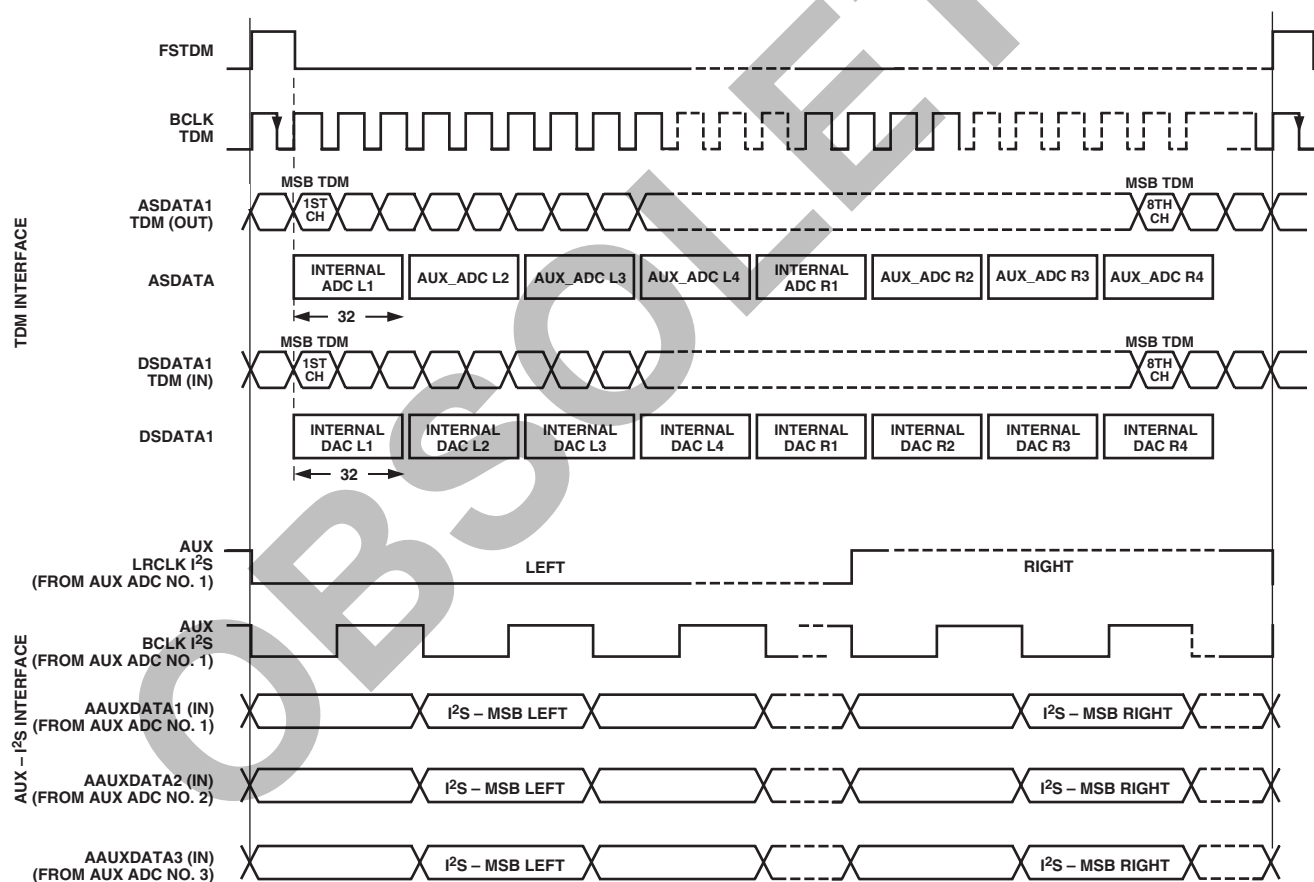 TDM INTERFACE
FSTDM
BCLK
TDM
MSB TDM
MSB TDM
ASDATA1
TDM (OUT)
1ST
CH
8TH
CH
ASDATA
INTERNAL
ADC L1
AUX_ADC L2
AUX_ADC L3
AUX_ADC L4
INTERNAL
ADC R1
AUX_ADC R2
AUX_ADC R3
AUX_ADC R4
32
MSB TDM
MSB TDM
DSDATA1
TDM (IN)
1ST
CH
8TH
CH
DSDATA1
INTERNAL
DAC L1
INTERNAL
DAC L2
INTERNAL
DAC L3
INTERNAL
DAC L4
INTERNAL
DAC R1
INTERNAL
DAC R2
INTERNAL
DAC R3
INTERNAL
DAC R4
32
AUX – I²S INTERFACE
AUX
LRCLK I²S
(FROM AUX ADC NO. 1)
LEFT
RIGHT
AUX
BCLK I²S
(FROM AUX ADC NO. 1)
AAUXDATA1 (IN)
(FROM AUX ADC NO. 1)
I²S – MSB LEFT
I²S – MSB RIGHT
AAUXDATA2 (IN)
(FROM AUX ADC NO. 2)
I²S – MSB LEFT
I²S – MSB RIGHT
AAUXDATA3 (IN)
(FROM AUX ADC NO. 3)
I²S – MSB LEFT
I²S – MSB RIGHT